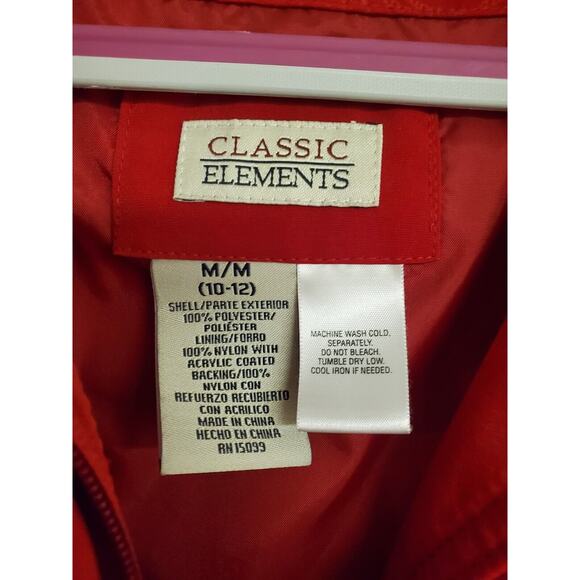 CLASSIC
ELEMENTS
M/M
(10-12)
SHELL/PARTE EXTERIOR
100% POLYESTER/
POLIÉSTER
LINING/FORRO
100% NYLON WITH
ACRYLIC COATED
BACKING/100%
NYLON CON
REFUERZO RECUBIERTO
CON ACRILICO
MADE IN CHINA
HECHO EN CHINA
RN 15099
MACHINE WASH COLD.
SEPARATELY.
DO NOT BLEACH.
TUMBLE DRY LOW.
COOL IRON IF NEEDED.